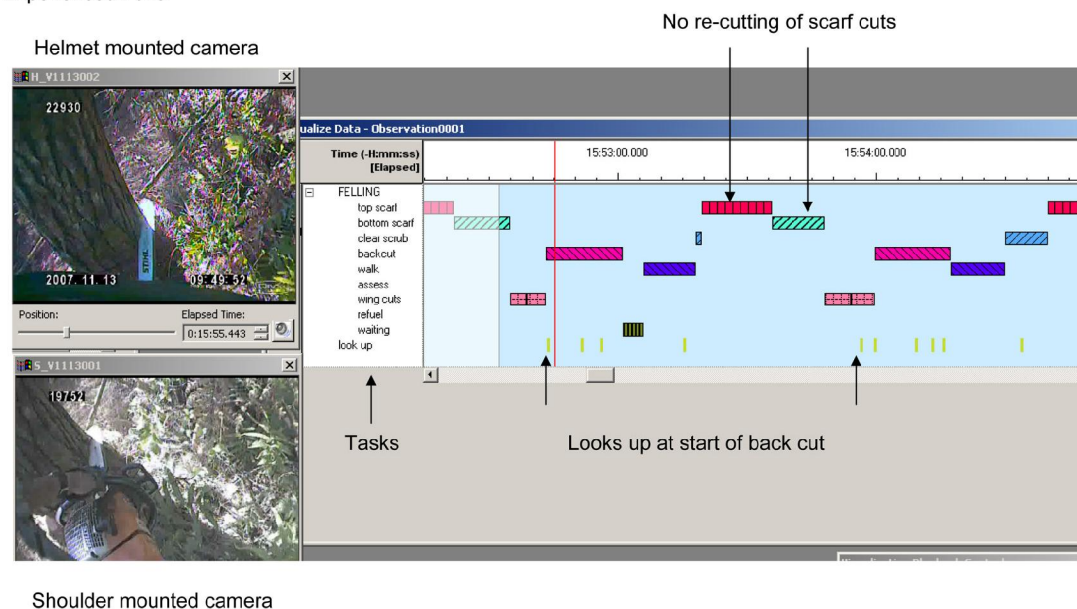 No re-cutting of scarf cuts
Helmet mounted camera
H_V1113002
22930
ualize Data - Observation0001
Time (-H:mm:ss)
[Elapsed]
15:53:00.000
15:54:00.000
FELLING
top scarf
bottom scarf
clear scrub
backcut
walk
assess
wing cuts
refuel
waiting
look up
STIHL
2007. 11. 13
09:49:52
Position:
Elapsed Time:
0:15:55.443
S_V1113001
19752
Tasks
Looks up at start of back cut
Shoulder mounted camera